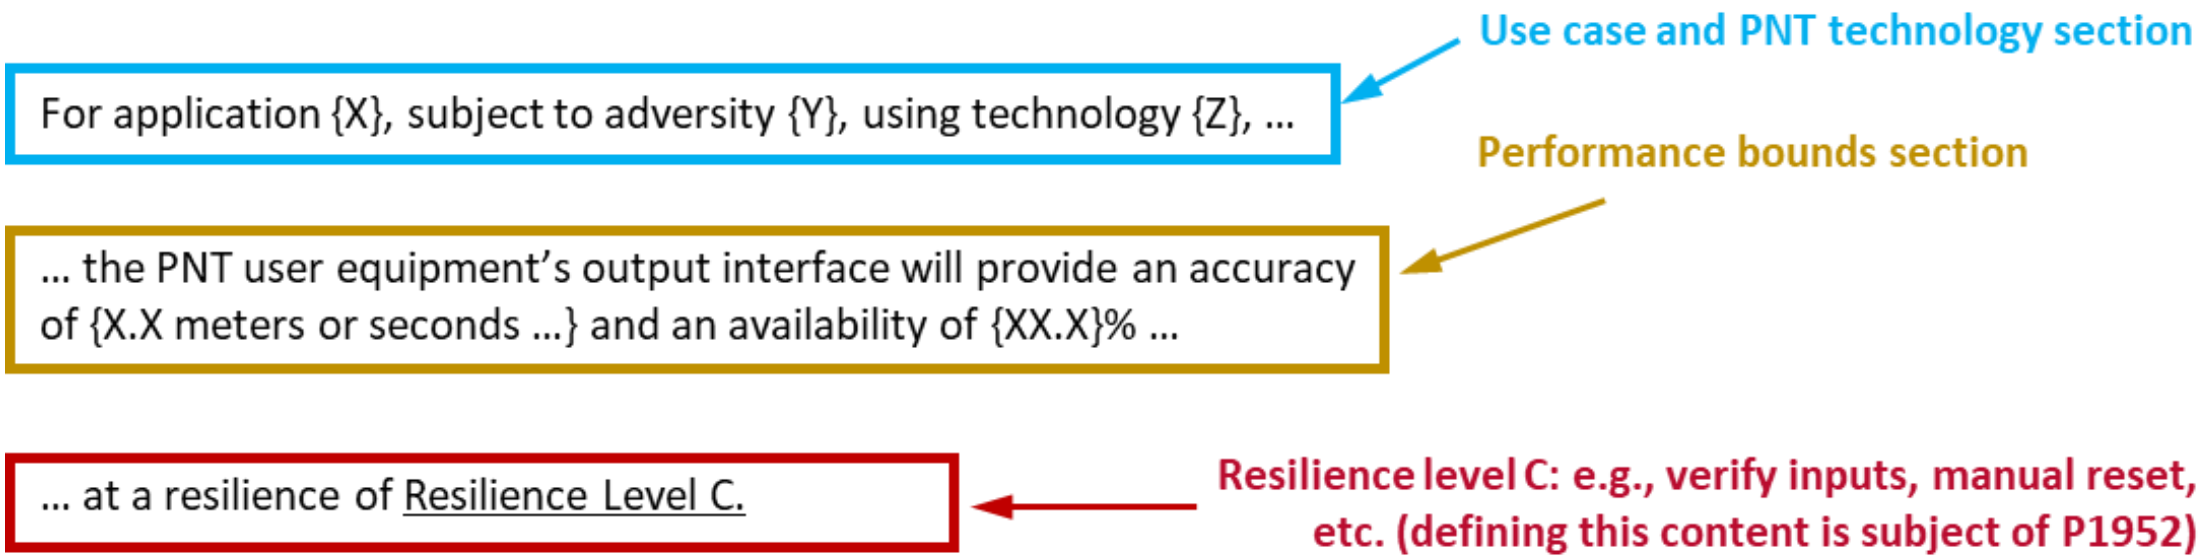 Use case and PNT technology section
For application {X}, subject to adversity {Y}, using technology {Z}, ...
Performance bounds section
... the PNT user equipment’s output interface will provide an accuracy
of {X.X meters or seconds ...} and an availability of {XX.X}% ...
... at a resilience of Resilience Level C.
Resilience level C: e.g., verify inputs, manual reset,
etc. (defining this content is subject of P1952)